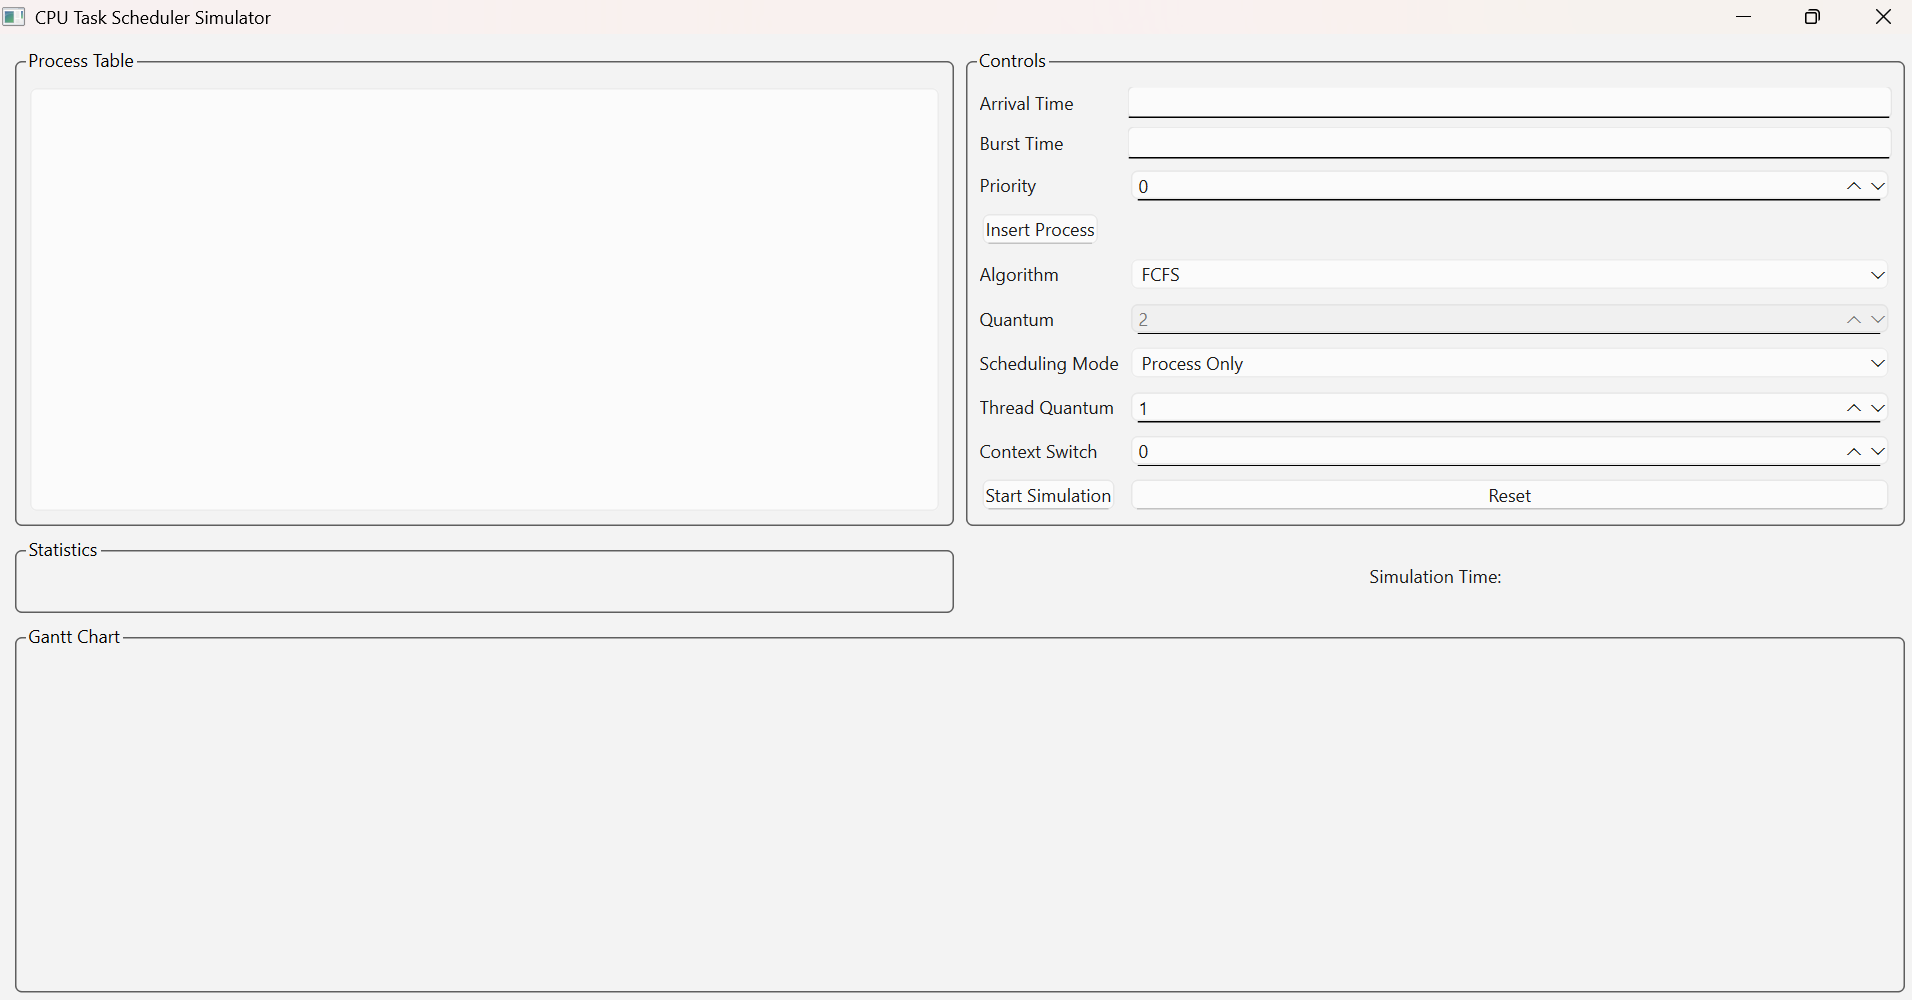 CPU Task Scheduler Simulator
Process Table
Controls
Arrival Time
Burst Time
Priority 0
Insert Process
Algorithm FCFS
Quantum 2
Scheduling Mode Process Only
Thread Quantum 1
Context Switch 0
Start Simulation Reset
Statistics
Simulation Time:
Gantt Chart